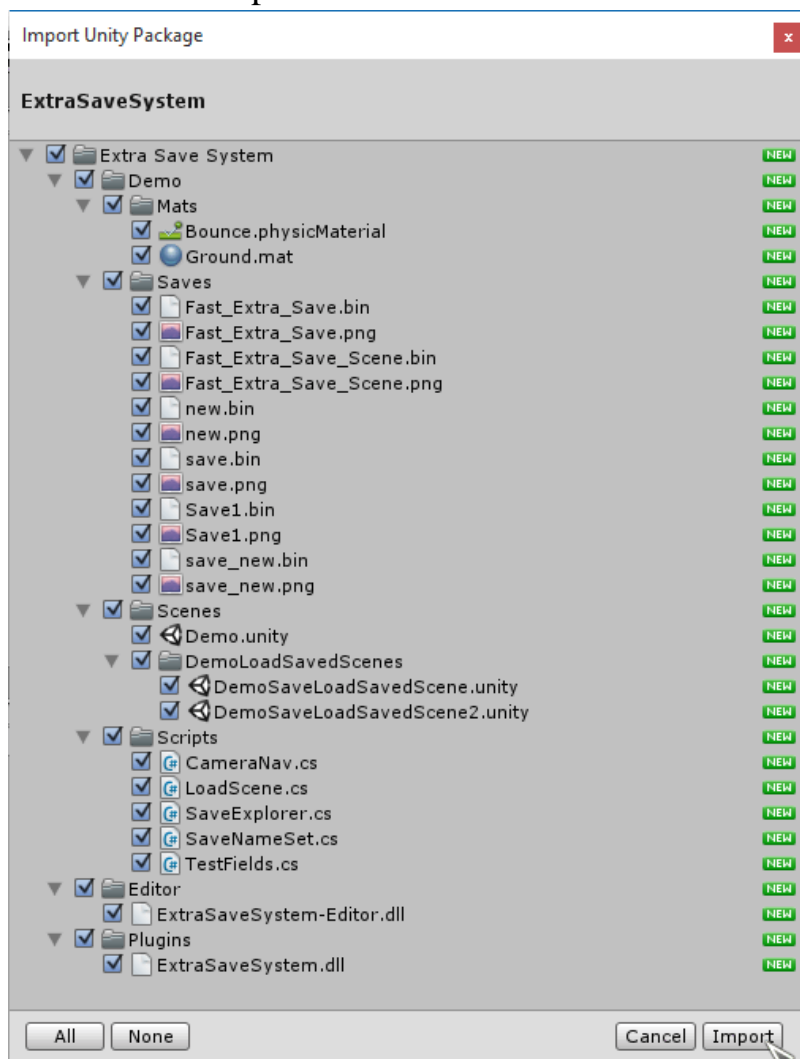 Import Unity Package
x
ExtraSaveSystem
Extra Save System NEW
Demo NEW
Mats NEW
Bounce.physicMaterial NEW
Ground.mat NEW
Saves NEW
Fast_Extra_Save.bin NEW
Fast_Extra_Save.png NEW
Fast_Extra_Save_Scene.bin NEW
Fast_Extra_Save_Scene.png NEW
new.bin NEW
new.png NEW
save.bin NEW
save.png NEW
Save1.bin NEW
Save1.png NEW
save_new.bin NEW
save_new.png NEW
Scenes NEW
Demo.unity NEW
DemoLoadSavedScenes NEW
DemoSaveLoadSavedScene.unity NEW
DemoSaveLoadSavedScene2.unity NEW
Scripts NEW
C# CameraNav.cs NEW
C# LoadScene.cs NEW
C# SaveExplorer.cs NEW
C# SaveNameSet.cs NEW
C# TestFields.cs NEW
Editor NEW
ExtraSaveSystem-Editor.dll NEW
Plugins NEW
ExtraSaveSystem.dll NEW
All None Cancel Import